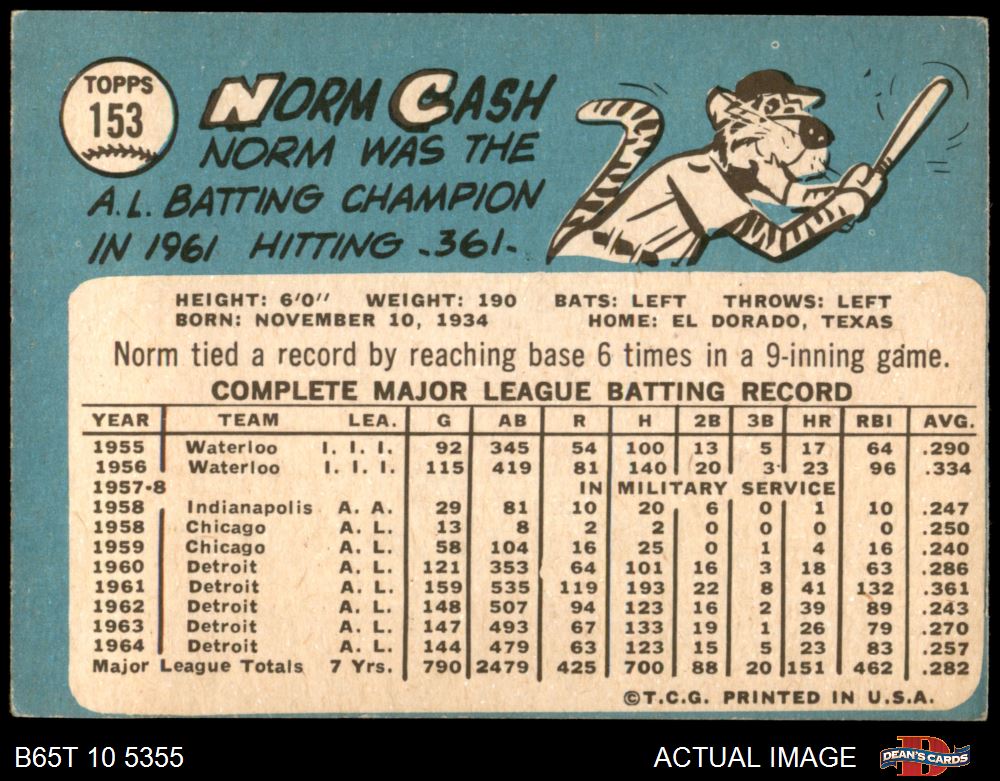 TOPPS
153
NORM CASH
NORM WAS THE
A.L. BATTING CHAMPION
IN 1961 HITTING .361.
HEIGHT: 6'0" WEIGHT: 190 BATS: LEFT THROWS: LEFT
BORN: NOVEMBER 10, 1934 HOME: EL DORADO, TEXAS
Norm tied a record by reaching base 6 times in a 9-inning game.
COMPLETE MAJOR LEAGUE BATTING RECORD
YEAR TEAM LEA. G AB R H 2B 3B HR RBI AVG.
1955 Waterloo I. I. I. 92 345 54 100 13 5 17 64 .290
1956 Waterloo I. I. I. 115 419 81 140 20 3 23 96 .334
1957-8 IN MILITARY SERVICE
1958 Indianapolis A. A. 29 81 10 20 6 0 1 10 .247
1958 Chicago A. L. 13 8 2 2 0 0 0 0 .250
1959 Chicago A. L. 58 104 16 25 0 1 4 16 .240
1960 Detroit A. L. 121 353 64 101 16 3 18 63 .286
1961 Detroit A. L. 159 535 119 193 22 8 41 132 .361
1962 Detroit A. L. 148 507 94 123 16 2 39 89 .243
1963 Detroit A. L. 147 493 67 133 19 1 26 79 .270
1964 Detroit A. L. 144 479 63 123 15 5 23 83 .257
Major League Totals 7 Yrs. 790 2479 425 700 88 20 151 462 .282
©T.C.G. PRINTED IN U.S.A.
B65T 10 5355 ACTUAL IMAGE DEAN'S CARDS